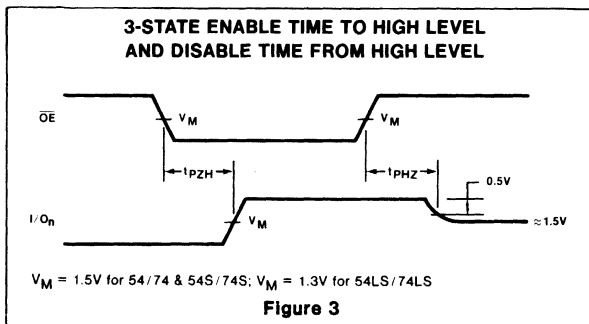 3-STATE ENABLE TIME TO HIGH LEVEL
AND DISABLE TIME FROM HIGH LEVEL
OE
VM
VM
tPZH
tPHZ
0.5V
I/On
VM
≈1.5V
VM = 1.5V for 54/74 & 54S/74S; VM = 1.3V for 54LS/74LS
Figure 3